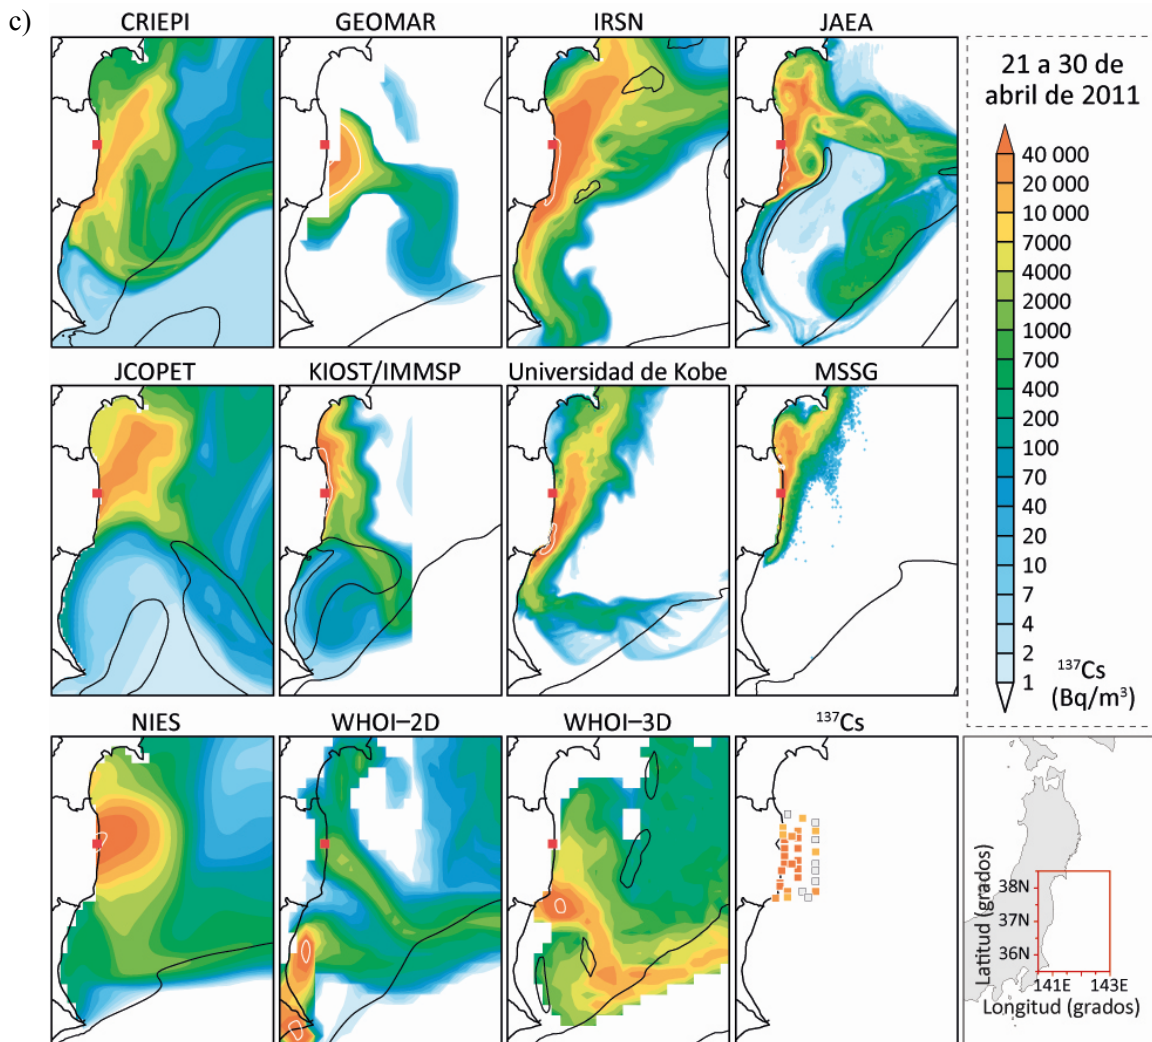 c)
CRIEPI
GEOMAR
IRSN
JAEA
21 a 30 de
abril de 2011
40 000
20 000
10 000
7000
4000
2000
1000
700
400
200
100
70
40
20
10
7
4
2
1
¹³⁷Cs
(Bq/m³)
JCOPET
KIOST/IMMSP
Universidad de Kobe
MSSG
NIES
WHOI–2D
WHOI–3D
¹³⁷Cs
Latitud (grados)
38N
37N
36N
141E
143E
Longitud (grados)